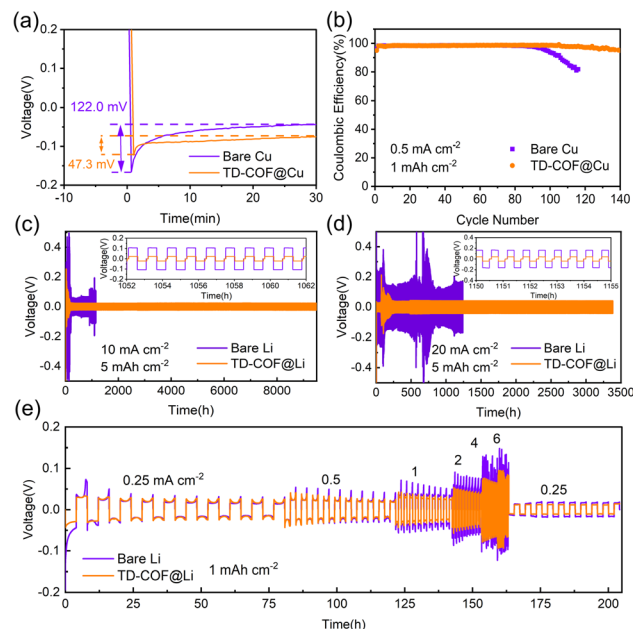 (a)
0.2
0.1
0.0
-0.1
-0.2
Voltage(V)
122.0 mV
47.3 mV
Bare Cu
TD-COF@Cu
-10 0 10 20 30
Time(min)
(b)
100
80
60
40
20
0
Coulombic Efficiency(%)
0.5 mA cm-2
1 mAh cm-2
Bare Cu
TD-COF@Cu
0 20 40 60 80 100 120 140
Cycle Number
(c)
0.4
0.2
0.0
-0.2
-0.4
Voltage(V)
0.2
0.1
0.0
-0.1
-0.2
Voltage(V)
1052 1054 1056 1058 1060 1062
Time(h)
10 mA cm-2
5 mAh cm-2
Bare Li
TD-COF@Li
0 2000 4000 6000 8000
Time(h)
(d)
0.4
0.2
0.0
-0.2
-0.4
Voltage(V)
Voltage(V)
1150 1151 1152 1153 1154 1155
Time(h)
20 mA cm-2
5 mAh cm-2
Bare Li
TD-COF@Li
0 500 1000 1500 2000 2500 3000 3500
Time(h)
(e)
0.2
0.1
0.0
-0.1
-0.2
Voltage(V)
0.25 mA cm-2
0.5
1
2
4
6
0.25
Bare Li
TD-COF@Li
1 mAh cm-2
0 25 50 75 100 125 150 175 200
Time(h)